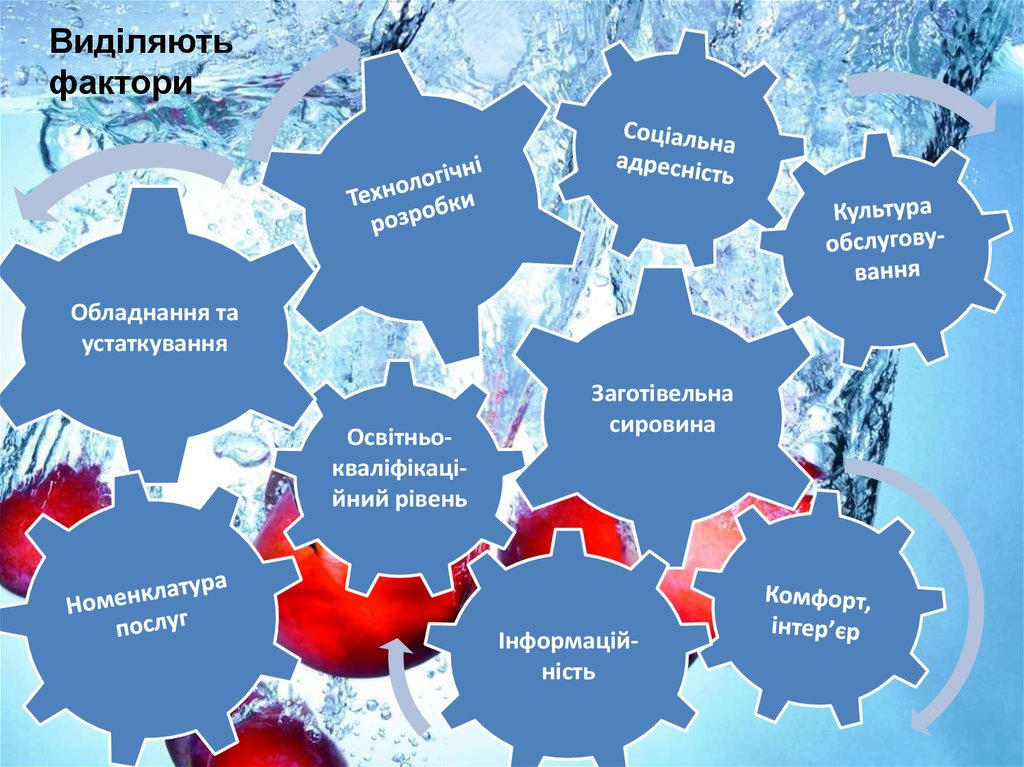 Виділяють
фактори
Технологічні
розробки
Соціальна
адресність
Культура
обслугову-
вання
Обладнання та
устаткування
Освітньо-
кваліфікаці-
йний рівень
Заготівельна
сировина
Номенклатура
послуг
Інформацій-
ність
Комфорт,
інтер’єр